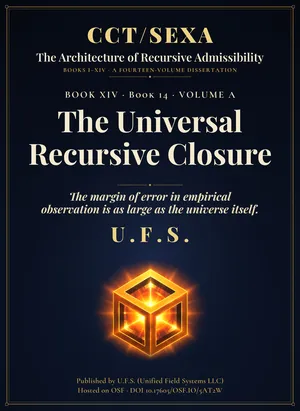 CCT/SEXA
The Architecture of Recursive Admissibility
BOOKS I–XIV · A FOURTEEN-VOLUME DISSERTATION
BOOK XIV · Book 14 · VOLUME A
The Universal
Recursive Closure
The margin of error in empirical
observation is as large as the universe itself.
U.F.S.
Published by U.F.S. (Unified Field Systems LLC)
Hosted on OSF · DOI 10.17605/OSF.IO/5AT2W